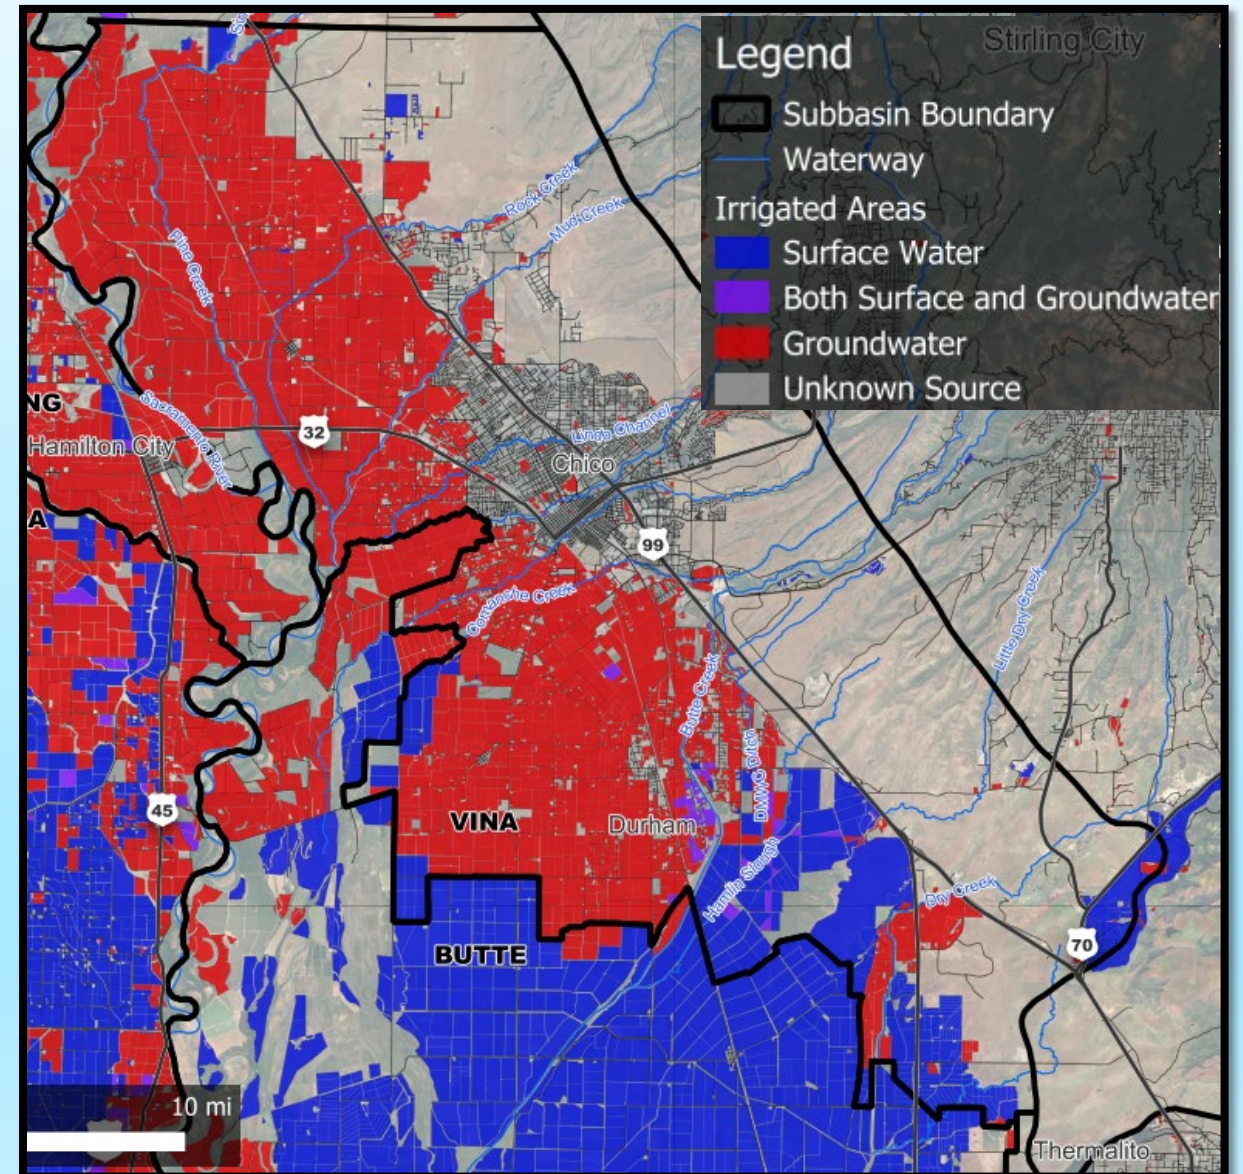 Legend
Subbasin Boundary
Waterway
Irrigated Areas
Surface Water
Both Surface and Groundwater
Groundwater
Unknown Source
Stirling City
Rock Creek
Mud Creek
Pine Creek
NG
Sacramento River
Hamilton City
32
Lindo Channel
Chico
A
99
Comanche Creek
Little Dry Creek
Butte Creek
DMWC Ditch
45
VINA
Durham
Hamlin Slough
Dry Creek
BUTTE
70
10 mi
Thermalito